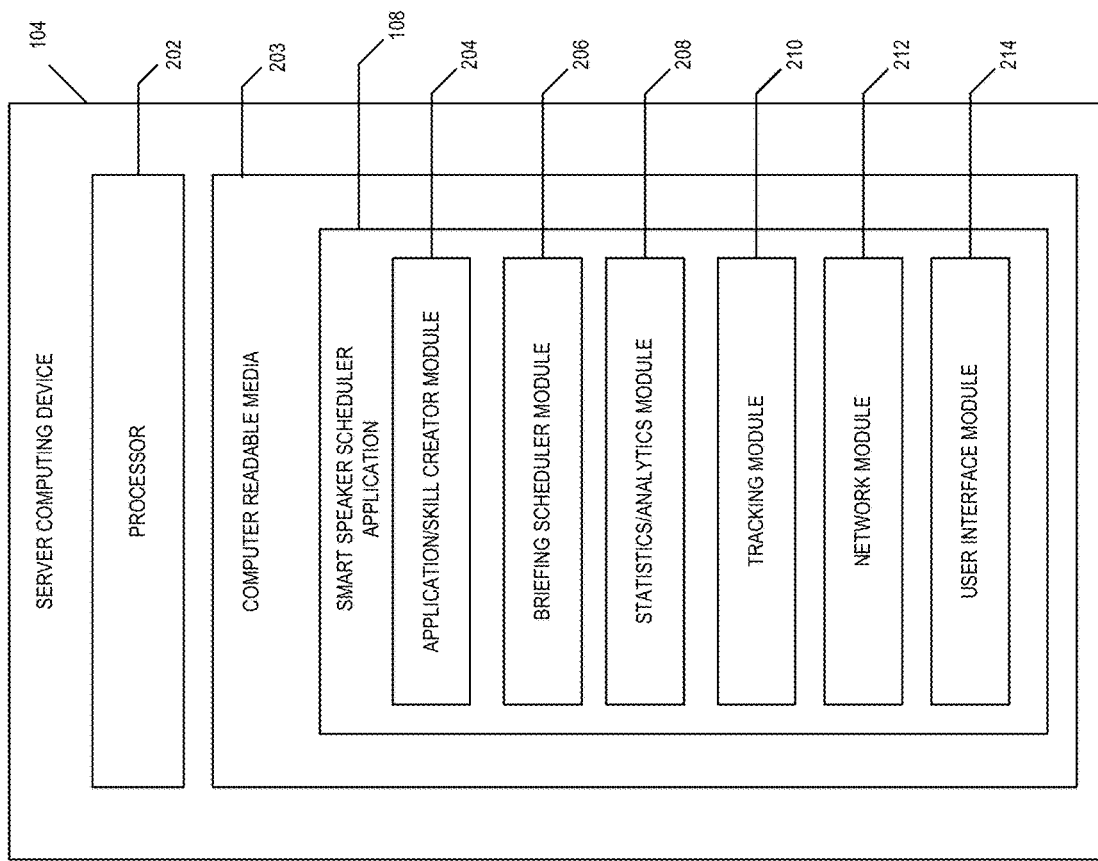 SERVER COMPUTING DEVICE
104
PROCESSOR
202
COMPUTER READABLE MEDIA
203
SMART SPEAKER SCHEDULER
APPLICATION
108
APPLICATION/SKILL CREATOR MODULE
204
BRIEFING SCHEDULER MODULE
206
STATISTICS/ANALYTICS MODULE
208
TRACKING MODULE
210
NETWORK MODULE
212
USER INTERFACE MODULE
214